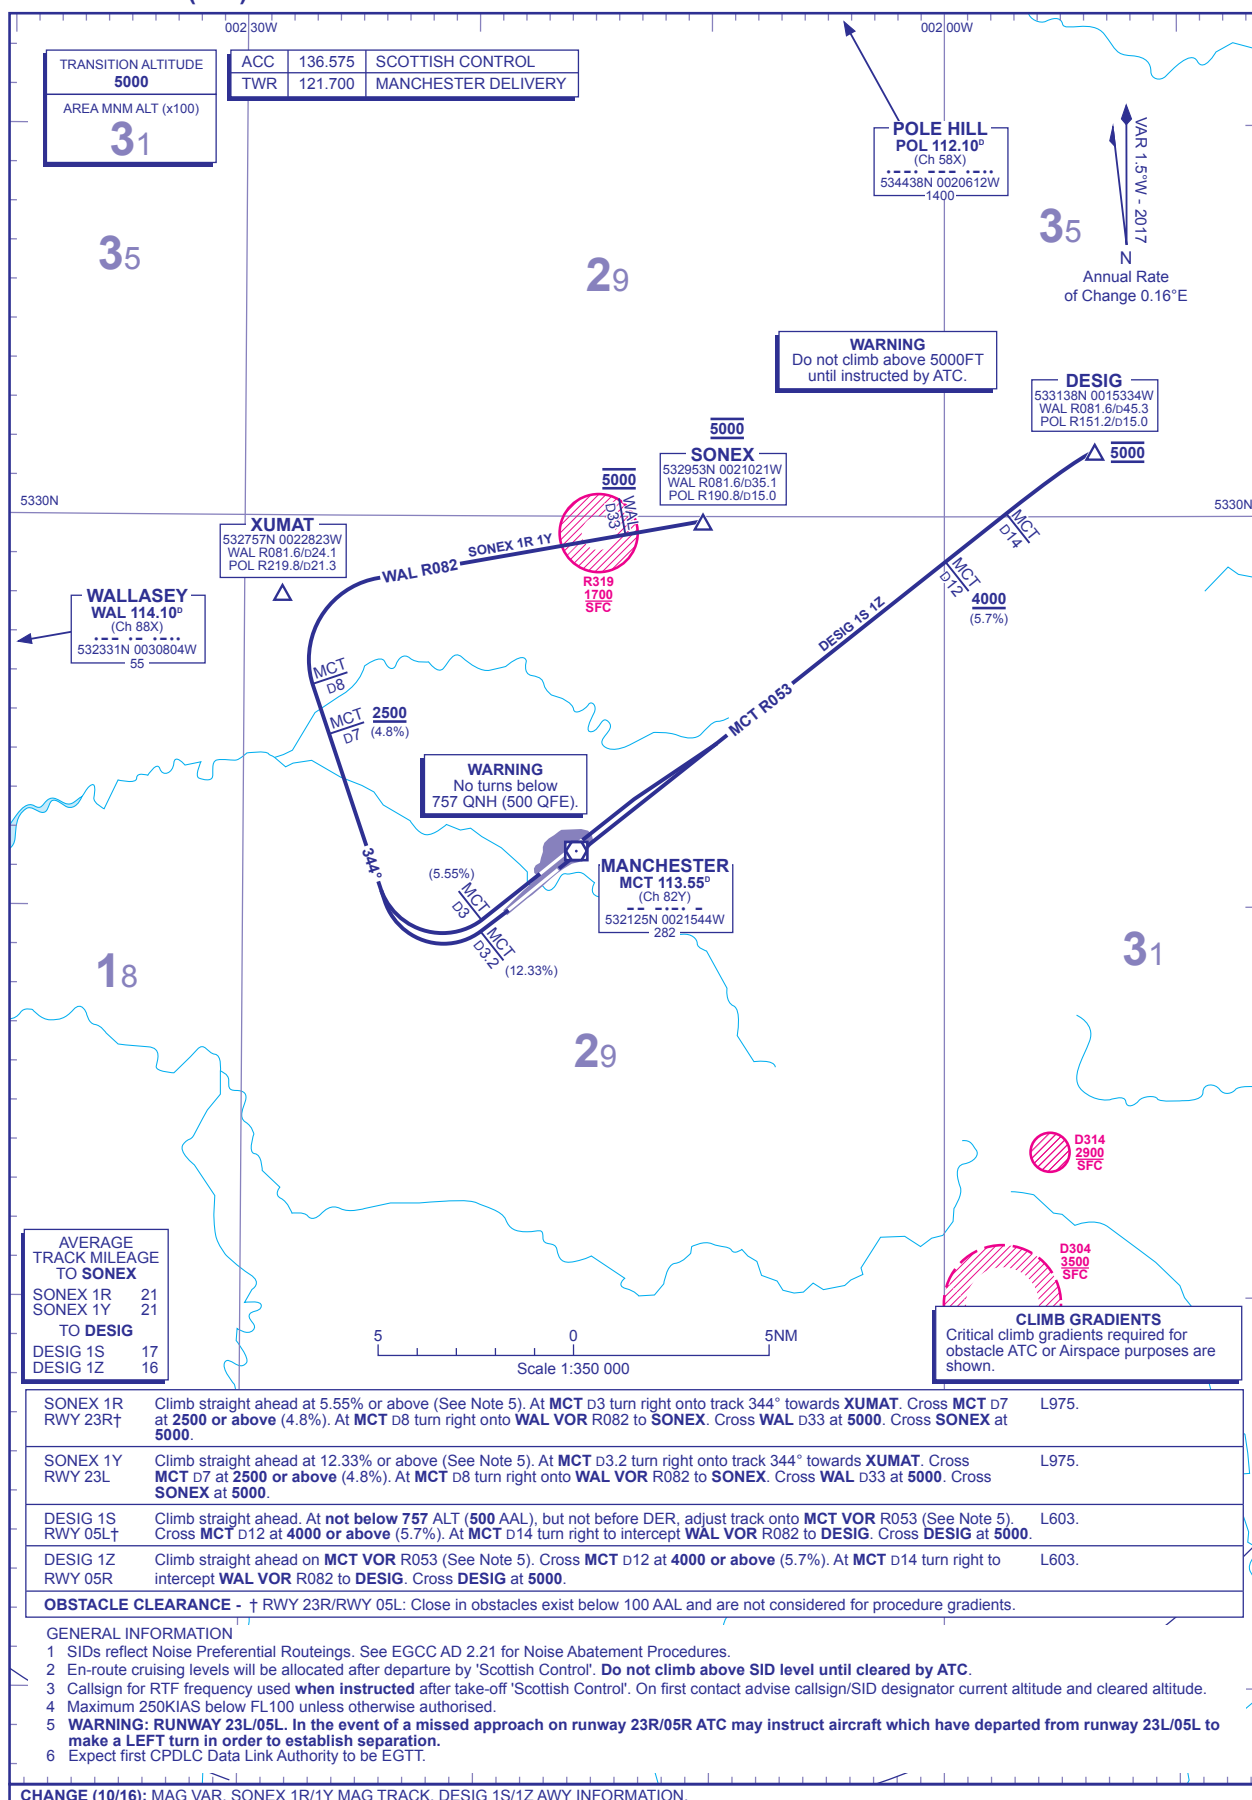 002°30'W
002°00'W
TRANSITION ALTITUDE
5000
AREA MNM ALT (x100)
31
ACC 136.575 SCOTTISH CONTROL
TWR 121.700 MANCHESTER DELIVERY
POLE HILL
POL 112.10ᴰ
(Ch 58X)
534438N 0020612W
1400
VAR 1.5°W - 2017
N
Annual Rate
of Change 0.16°E
35
29
35
WARNING
Do not climb above 5000FT
until instructed by ATC.
DESIG
533138N 0015334W
WAL R081.6/D45.3
POL R151.2/D15.0
5000
5000
SONEX
532953N 0021021W
WAL R081.6/D35.1
POL R190.8/D15.0
5000
WAL
D33
5330N
5330N
XUMAT
532757N 0022823W
WAL R081.6/D24.1
POL R219.8/D21.3
SONEX 1R 1Y
WAL R082
R319
1700
SFC
MCT
D14
MCT
D12
4000
(5.7%)
WALLASEY
WAL 114.10ᴰ
(Ch 88X)
532331N 0030804W
55
DESIG 1S 1Z
MCT R053
MCT
D8
MCT
D7
2500
(4.8%)
WARNING
No turns below
757 QNH (500 QFE).
344°
(5.55%)
MCT
D3
MCT
D3.2
(12.33%)
MANCHESTER
MCT 113.55ᴰ
(Ch 82Y)
532125N 0021544W
282
18
31
29
D314
2900
SFC
D304
3500
SFC
AVERAGE
TRACK MILEAGE
TO SONEX
SONEX 1R 21
SONEX 1Y 21
TO DESIG
DESIG 1S 17
DESIG 1Z 16
5 0 5NM
Scale 1:350 000
CLIMB GRADIENTS
Critical climb gradients required for
obstacle ATC or Airspace purposes are
shown.
SONEX 1R Climb straight ahead at 5.55% or above (See Note 5). At MCT D3 turn right onto track 344° towards XUMAT. Cross MCT D7 L975.
RWY 23R† at 2500 or above (4.8%). At MCT D8 turn right onto WAL VOR R082 to SONEX. Cross WAL D33 at 5000. Cross SONEX at
5000.
SONEX 1Y Climb straight ahead at 12.33% or above (See Note 5). At MCT D3.2 turn right onto track 344° towards XUMAT. Cross L975.
RWY 23L MCT D7 at 2500 or above (4.8%). At MCT D8 turn right onto WAL VOR R082 to SONEX. Cross WAL D33 at 5000. Cross
SONEX at 5000.
DESIG 1S Climb straight ahead. At not below 757 ALT (500 AAL), but not before DER, adjust track onto MCT VOR R053 (See Note 5). L603.
RWY 05L† Cross MCT D12 at 4000 or above (5.7%). At MCT D14 turn right to intercept WAL VOR R082 to DESIG. Cross DESIG at 5000.
DESIG 1Z Climb straight ahead on MCT VOR R053 (See Note 5). Cross MCT D12 at 4000 or above (5.7%). At MCT D14 turn right to L603.
RWY 05R intercept WAL VOR R082 to DESIG. Cross DESIG at 5000.
OBSTACLE CLEARANCE - † RWY 23R/RWY 05L: Close in obstacles exist below 100 AAL and are not considered for procedure gradients.
GENERAL INFORMATION
1 SIDs reflect Noise Preferential Routeings. See EGCC AD 2.21 for Noise Abatement Procedures.
2 En-route cruising levels will be allocated after departure by 'Scottish Control'. Do not climb above SID level until cleared by ATC.
3 Callsign for RTF frequency used when instructed after take-off 'Scottish Control'. On first contact advise callsign/SID designator current altitude and cleared altitude.
4 Maximum 250KIAS below FL100 unless otherwise authorised.
5 WARNING: RUNWAY 23L/05L. In the event of a missed approach on runway 23R/05R ATC may instruct aircraft which have departed from runway 23L/05L to
make a LEFT turn in order to establish separation.
6 Expect first CPDLC Data Link Authority to be EGTT.
CHANGE (10/16): MAG VAR. SONEX 1R/1Y MAG TRACK. DESIG 1S/1Z AWY INFORMATION.